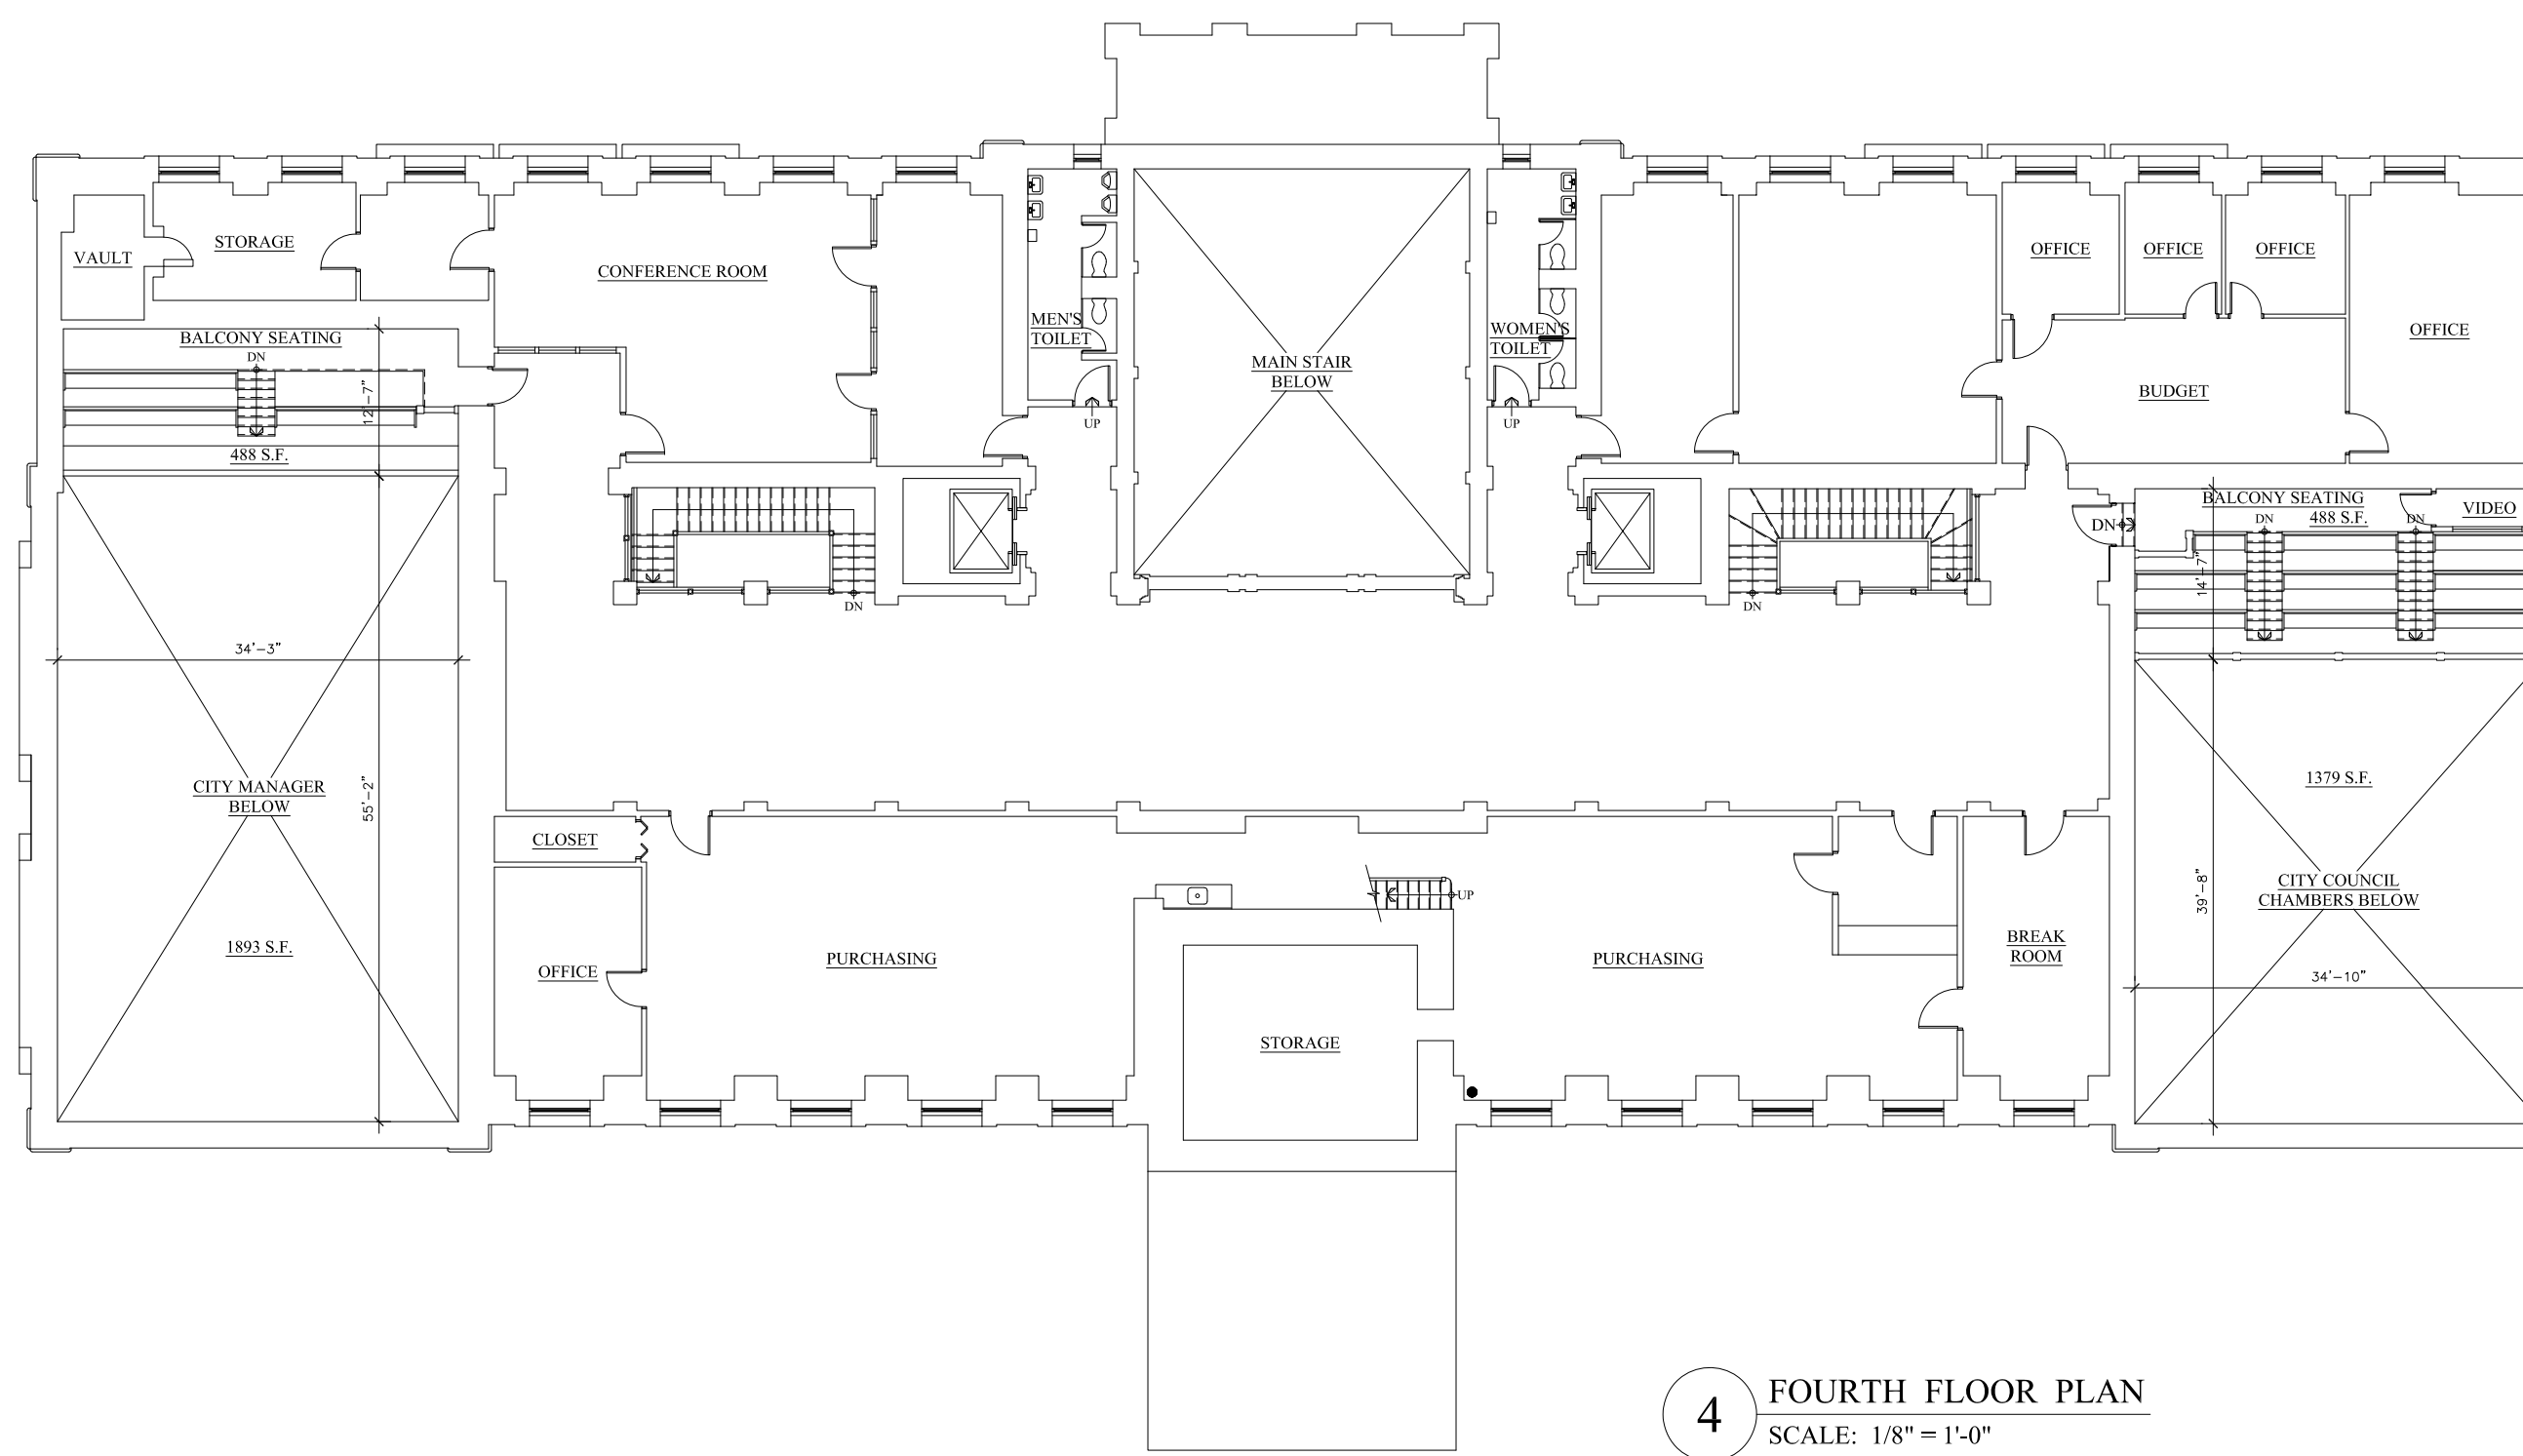 VAULT
STORAGE
CONFERENCE ROOM
MEN'S
TOILET
WOMEN'S
TOILET
MAIN STAIR
BELOW
OFFICE
OFFICE
OFFICE
OFFICE
BUDGET
BALCONY SEATING
DN
12'-7"
488 S.F.
UP
UP
DN
DN
BALCONY SEATING
488 S.F.
VIDEO
DN
DN
DN
14'-7"
34'-3"
CITY MANAGER
BELOW
55'-2"
1893 S.F.
CLOSET
OFFICE
PURCHASING
UP
STORAGE
PURCHASING
BREAK
ROOM
1379 S.F.
CITY COUNCIL
CHAMBERS BELOW
39'-8"
34'-10"
4
FOURTH FLOOR PLAN
SCALE: 1/8" = 1'-0"